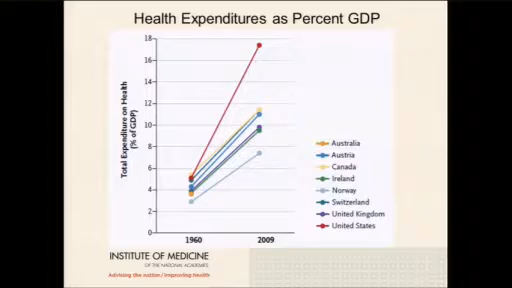 Health Expenditures as Percent GDP
Total Expenditure on Health
(% of GDP)
18
16
14
12
10
8
6
4
2
0
1960
2009
Australia
Austria
Canada
Ireland
Norway
Switzerland
United Kingdom
United States
INSTITUTE OF MEDICINE
OF THE NATIONAL ACADEMIES
Advising the nation / Improving health